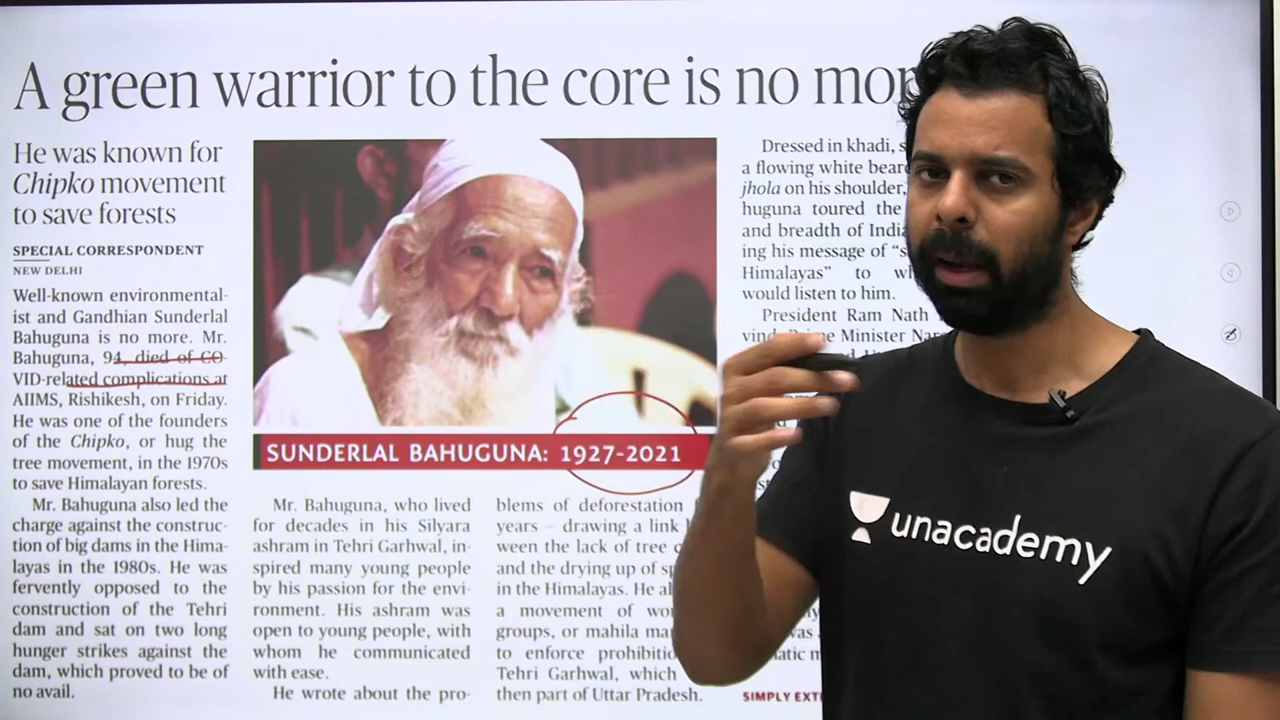 A green warrior to the core is no
He was known for
Chipko movement
to save forests
SPECIAL CORRESPONDENT
NEW DELHI
Well-known environmental-
ist and Gandhian Sunderlal
Bahuguna is no more. Mr.
Bahuguna, 94, died of CO-
VID-related complications at
AIIMS, Rishikesh, on Friday.
He was one of the founders
of the Chipko, or hug the
tree movement, in the 1970s
to save Himalayan forests.
Mr. Bahuguna also led the
charge against the construc-
tion of big dams in the Hima-
layas in the 1980s. He was
fervently opposed to the
construction of the Tehri
dam and sat on two long
hunger strikes against the
dam, which proved to be of
no avail.
SUNDERLAL BAHUGUNA: 1927-2021
Mr. Bahuguna, who lived
for decades in his Silyara
ashram in Tehri Garhwal, in-
spired many young people
by his passion for the envi-
ronment. His ashram was
open to young people, with
whom he communicated
with ease.
He wrote about the pro-
blems of deforestation
years – drawing a link
ween the lack of tree
and the drying up of
in the Himalayas. He
a movement of
groups, or mahila
to enforce
Tehri Garhwal, which
then part of Uttar Pradesh.
Dressed in khadi,
a flowing white
jhola on his shoulder,
huguna toured the
and breadth of
ing his message of
Himalayas" to
would listen to him.
President Ram Nath
Minister
SIMPLY
unacademy